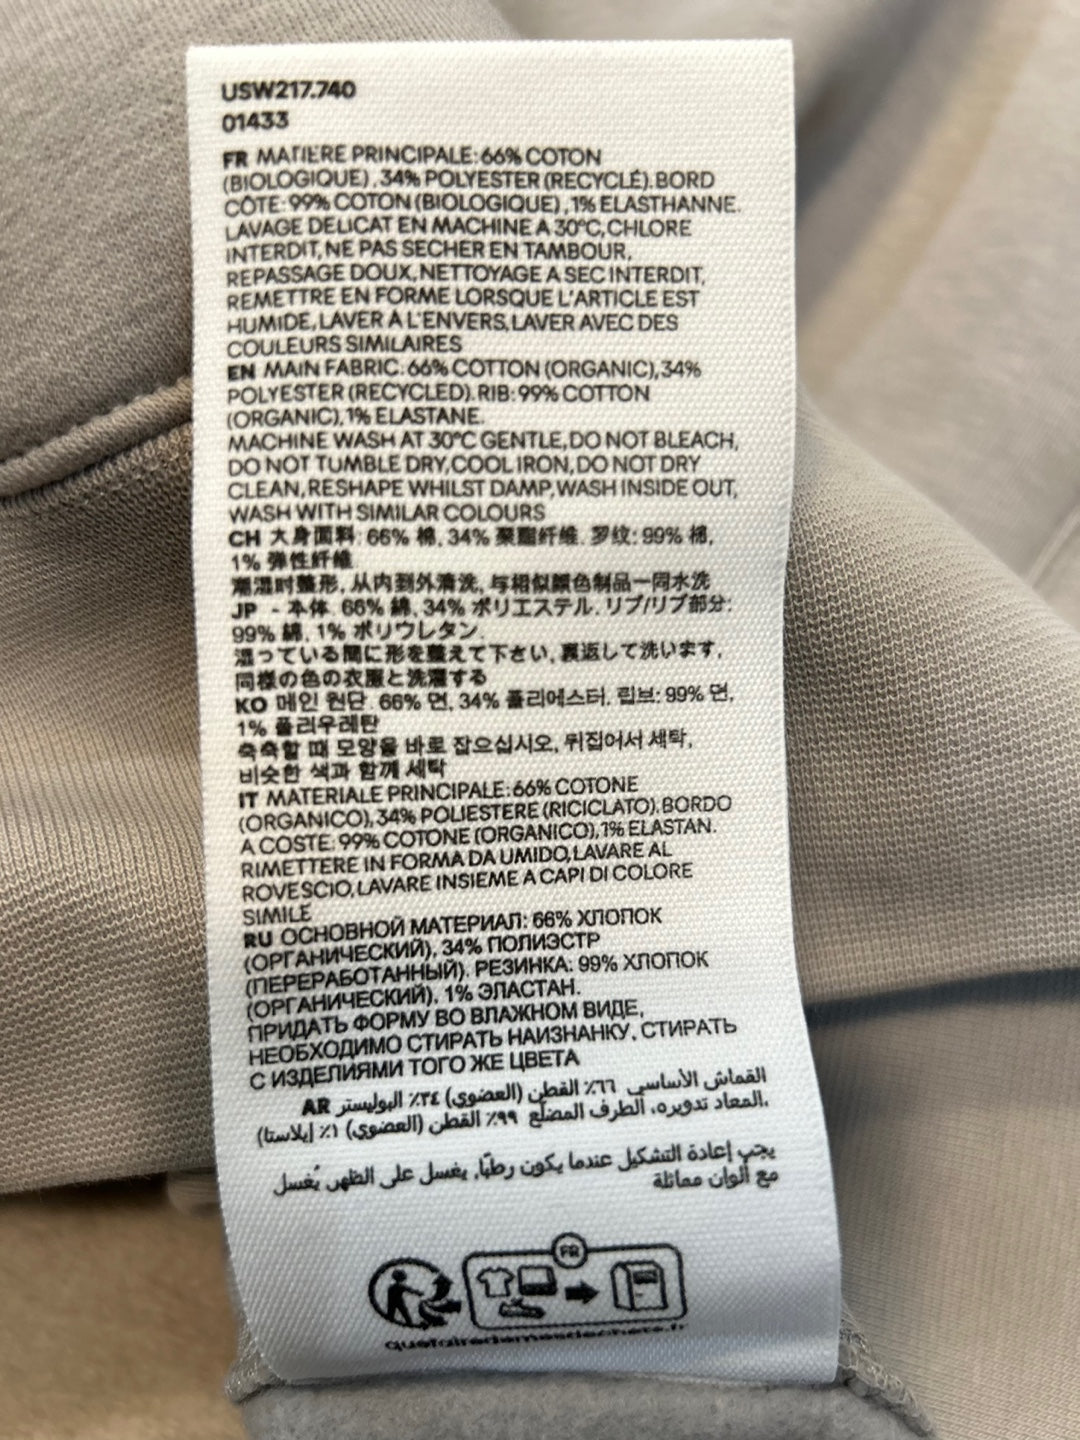 USW217.740
01433
FR MATIERE PRINCIPALE: 66% COTON
(BIOLOGIQUE), 34% POLYESTER (RECYCLÉ). BORD
CÔTE: 99% COTON (BIOLOGIQUE), 1% ELASTHANNE.
LAVAGE DELICAT EN MACHINE A 30°C, CHLORE
INTERDIT, NE PAS SECHER EN TAMBOUR,
REPASSAGE DOUX, NETTOYAGE A SEC INTERDIT,
REMETTRE EN FORME LORSQUE L'ARTICLE EST
HUMIDE, LAVER A L'ENVERS, LAVER AVEC DES
COULEURS SIMILAIRES
EN MAIN FABRIC: 66% COTTON (ORGANIC), 34%
POLYESTER (RECYCLED). RIB: 99% COTTON
(ORGANIC), 1% ELASTANE.
MACHINE WASH AT 30°C GENTLE, DO NOT BLEACH,
DO NOT TUMBLE DRY, COOL IRON, DO NOT DRY
CLEAN, RESHAPE WHILST DAMP, WASH INSIDE OUT,
WASH WITH SIMILAR COLOURS
CH 大身面料: 66% 棉, 34% 聚酯纤维. 罗纹: 99% 棉,
1% 弹性纤维
潮湿时整形, 从内到外清洗, 与相似颜色制品一同水洗
JP - 本体. 66% 綿, 34% ポリエステル. リブ/リブ部分:
99% 綿, 1% ポリウレタン.
湿っている間に形を整えて下さい, 裏返して洗います,
同様の色の衣服と洗濯する
KO 메인 원단. 66% 면, 34% 폴리에스터. 립브: 99% 면,
1% 폴리우레탄
축축할 때 모양을 바로 잡으십시오, 뒤집어서 세탁,
비슷한 색과 함께 세탁
IT MATERIALE PRINCIPALE: 66% COTONE
(ORGANICO), 34% POLIESTERE (RICICLATO). BORDO
A COSTE: 99% COTONE (ORGANICO), 1% ELASTAN.
RIMETTERE IN FORMA DA UMIDO, LAVARE AL
ROVESCIO, LAVARE INSIEME A CAPI DI COLORE
SIMILE
RU ОСНОВНОЙ МАТЕРИАЛ: 66% ХЛОПОК
(ОРГАНИЧЕСКИЙ), 34% ПОЛИЭСТР
(ПЕРЕРАБОТАННЫЙ). РЕЗИНКА: 99% ХЛОПОК
(ОРГАНИЧЕСКИЙ), 1% ЭЛАСТАН.
ПРИДАТЬ ФОРМУ ВО ВЛАЖНОМ ВИДЕ,
НЕОБХОДИМО СТИРАТЬ НАИЗНАНКУ, СТИРАТЬ
С ИЗДЕЛИЯМИ ТОГО ЖЕ ЦВЕТА
القماش الأساسي ٦٦٪ القطن (العضوي) ٣٤٪ البوليستر AR
المعاد تدويره. الطرف المضلّع ٩٩٪ القطن (العضوي) ١٪ إيلاستا)
يجب إعادة التشكيل عندما يكون رطبًا, يغسل على الظهر, يُغسل
مع ألوان مماثلة
FR
quefairedemesdechets.fr